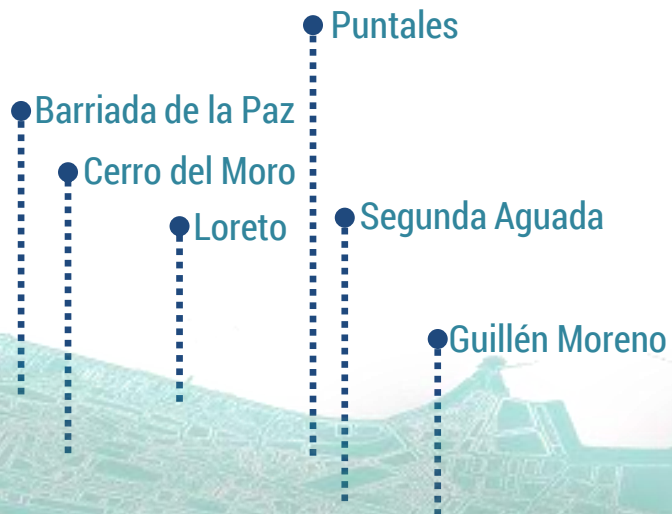 Puntales
Barriada de la Paz
Cerro del Moro
Loreto
Segunda Aguada
Guillén Moreno